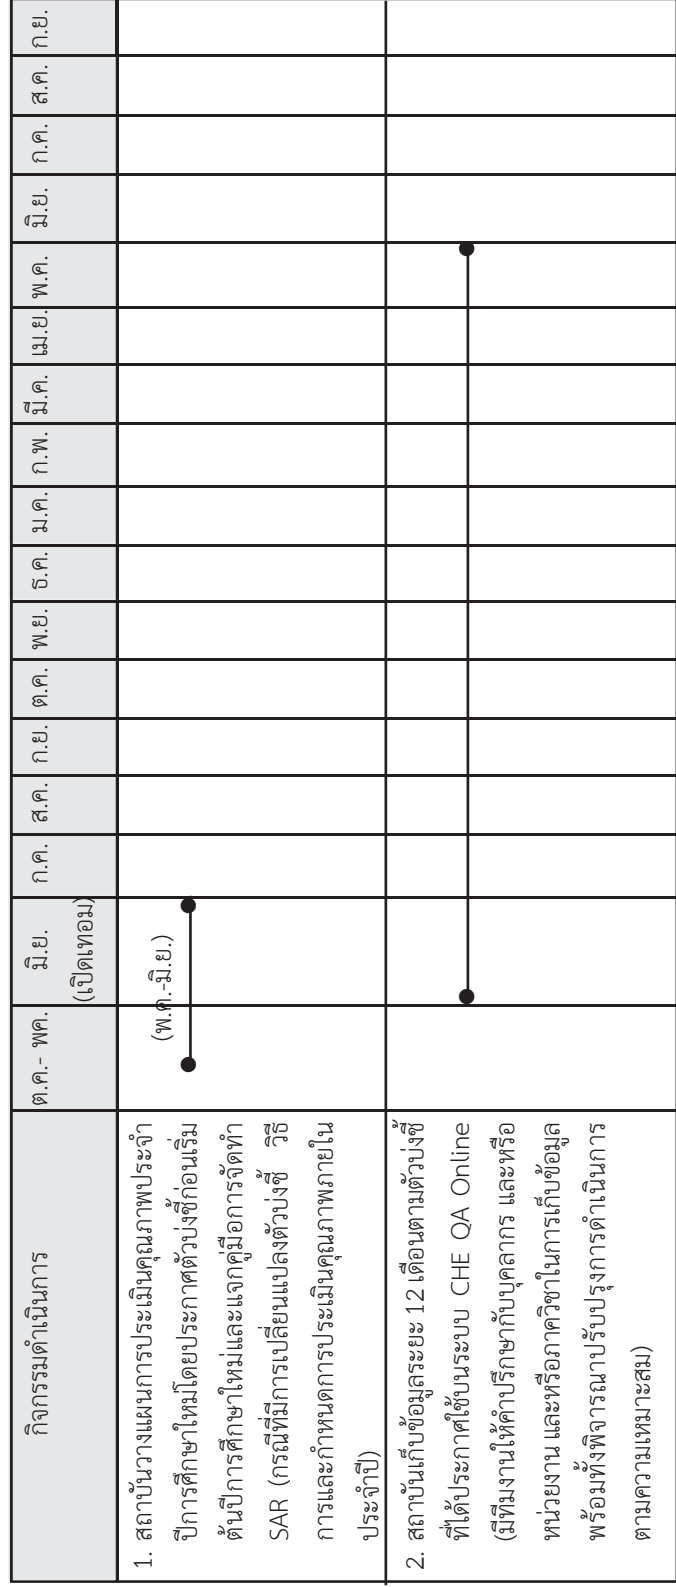 กิจกรรมดำเนินการ
ต.ค.- พค.
มิ.ย.
(เปิดเทอม)
ก.ค.
ส.ค.
ก.ย.
ต.ค.
พ.ย.
ธ.ค.
ม.ค.
ก.พ.
มี.ค.
เม.ย.
พ.ค.
มิ.ย.
ก.ค.
ส.ค.
ก.ย.
1. สถาบันวางแผนการประเมินคุณภาพประจำ
ปีการศึกษาใหม่โดยประกาศตัวบ่งชี้ก่อนเริ่ม
ต้นปีการศึกษาใหม่และแจกคู่มือการจัดทำ
SAR (กรณีที่มีการเปลี่ยนแปลงตัวบ่งชี้ วิธี
การและกำหนดการประเมินคุณภาพภายใน
ประจำปี)
(พ.ค.-มิ.ย.)
2. สถาบันเก็บข้อมูลระยะ 12 เดือนตามตัวบ่งชี้
ที่ได้ประกาศใช้บนระบบ CHE QA Online
(มีทีมงานให้คำปรึกษากับบุคลากร และหรือ
หน่วยงาน และหรือภาควิชาในการเก็บข้อมูล
พร้อมทั้งพิจารณาปรับปรุงการดำเนินการ
ตามความเหมาะสม)